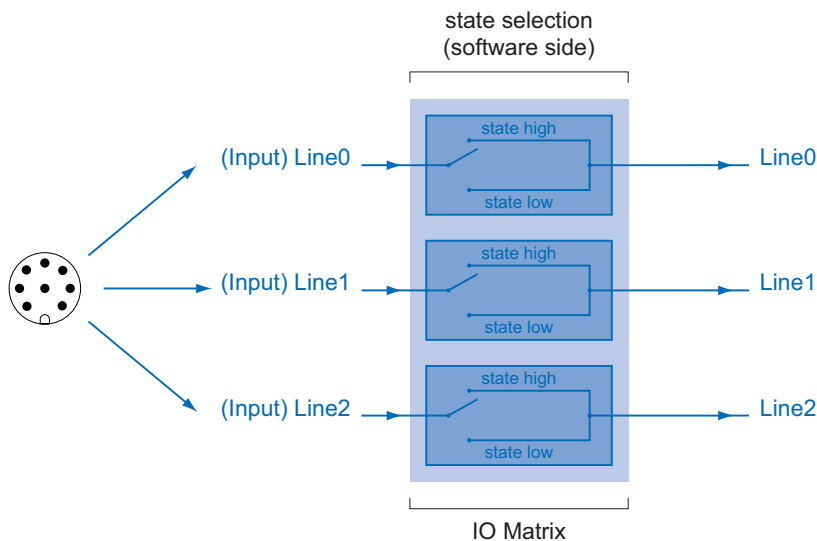 state selection
(software side)
(Input) Line0
state high
state low
Line0
(Input) Line1
state high
state low
Line1
(Input) Line2
state high
state low
Line2
IO Matrix